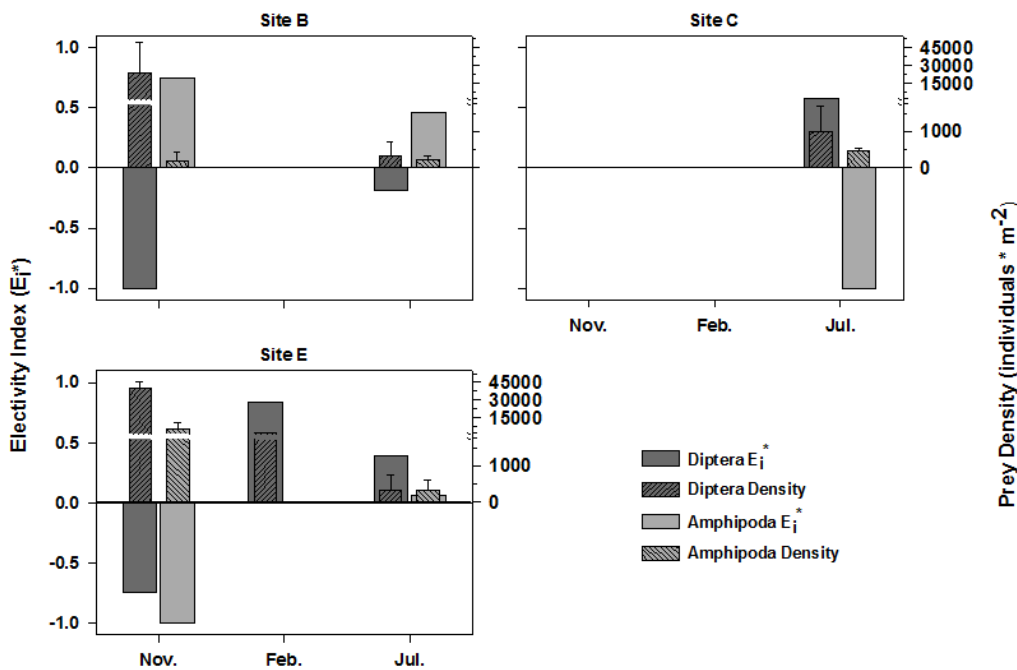 Site B
Site C
1.0
0.5
0.0
-0.5
-1.0
45000
30000
15000
1000
0
Nov.
Feb.
Jul.
Site E
1.0
0.5
0.0
-0.5
-1.0
45000
30000
15000
1000
0
Nov.
Feb.
Jul.
Electivity Index (Ei*)
Prey Density (individuals * m-2)
Diptera Ei*
Diptera Density
Amphipoda Ei*
Amphipoda Density